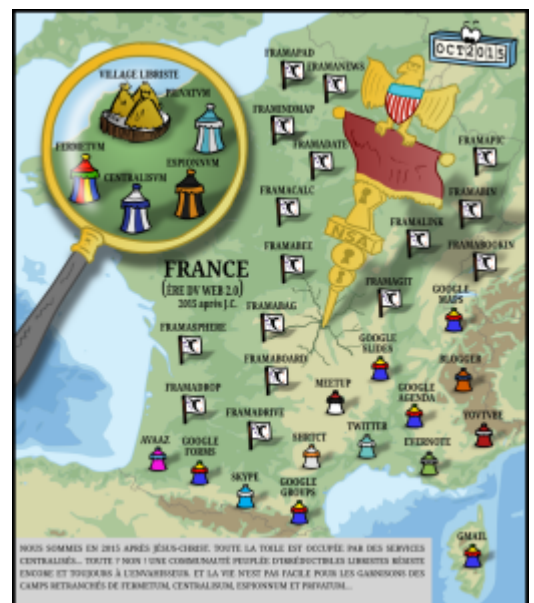 OCT2015
FRAMAPAD
FRAMANEWS
VILLAGE LIBRISTE
PRIVATVM
FRAMINDMAP
FRAMADATE
FERMETVM
ESPIONNVM
FRAMAPIC
CENTRALISVM
FRAMACALC
FRAMABIN
FRAMALINK
NSA
FRAMABEE
FRAMABOOKIN
FRANCE
(ÈRE DV WEB 2.0)
2015 après J.C.
FRAMAGIT
GOOGLE
MAPS
FRAMABAG
FRAMASPHERE
GOOGLE
SLIDES
FRAMABOARD
BLOGGER
MEETUP
FRAMADROP
GOOGLE
AGENDA
FRAMADRIVE
TWITTER
YOVTVBE
AVAAZ
GOOGLE
FORMS
EVERNOTE
SKYPE
GOOGLE
GROUPS
GMAIL
NOUS SOMMES EN 2015 APRÈS JÉSUS-CHRIST. TOUTE LA TOILE EST OCCUPÉE PAR DES SERVICES
CENTRALISÉS... TOUTE ? NON ! UNE COMMUNAUTÉ PEUPLÉE D'IRRÉDUCTIBLES LIBRISTES RÉSISTE
ENCORE ET TOUJOURS À L'ENVAHISSEUR. ET LA VIE N'EST PAS FACILE POUR LES GARNISONS DES
CAMPS RETRANCHÉS DE FERMETUM, CENTRALISUM, ESPIONNUM ET PRIVATUM...